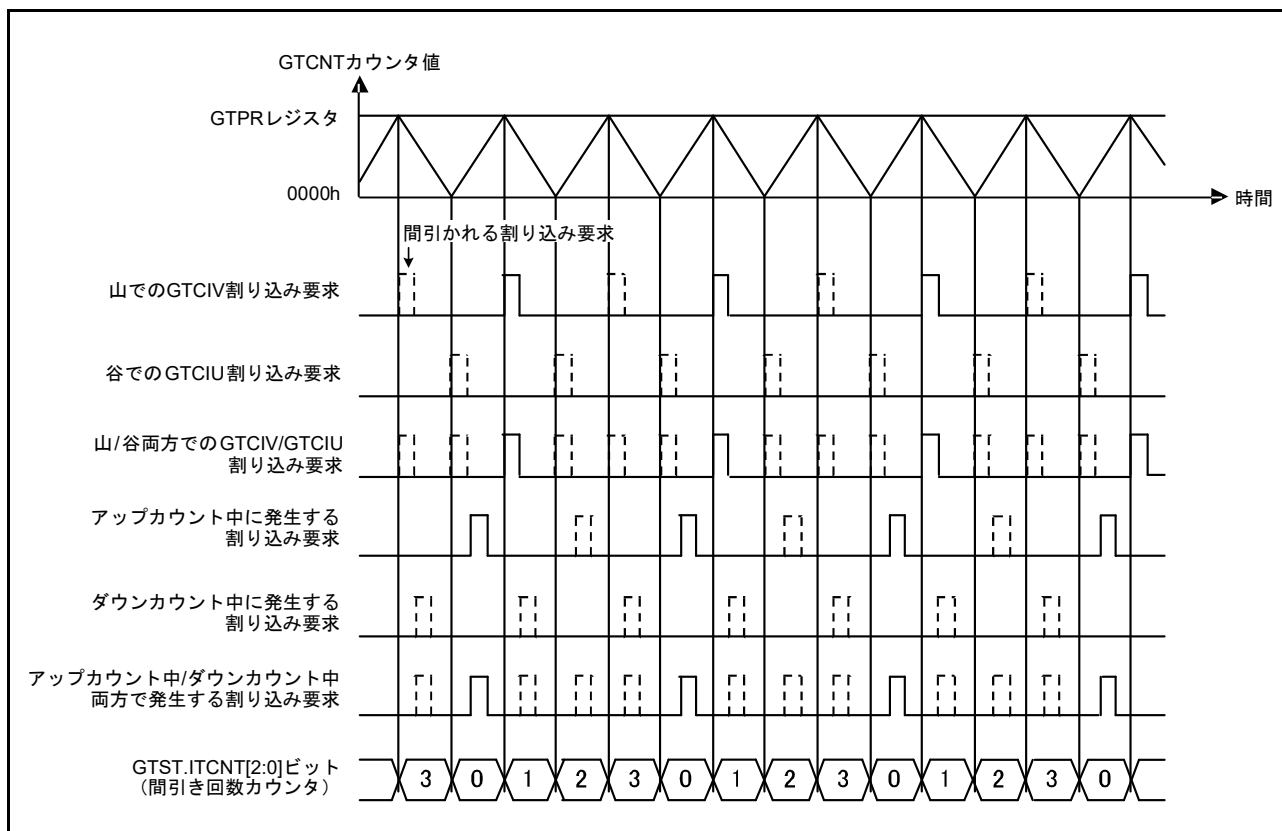 GTCNTカウンタ値
GTPRレジスタ
0000h
時間
間引かれる割り込み要求
山でのGTCIV割り込み要求
谷でのGTCIU割り込み要求
山/谷両方でのGTCIV/GTCIU
割り込み要求
アップカウント中に発生する
割り込み要求
ダウンカウント中に発生する
割り込み要求
アップカウント中/ダウンカウント中
両方で発生する割り込み要求
GTST.ITCNT[2:0]ビット
（間引き回数カウンタ）
3 0 1 2 3 0 1 2 3 0 1 2 3 0